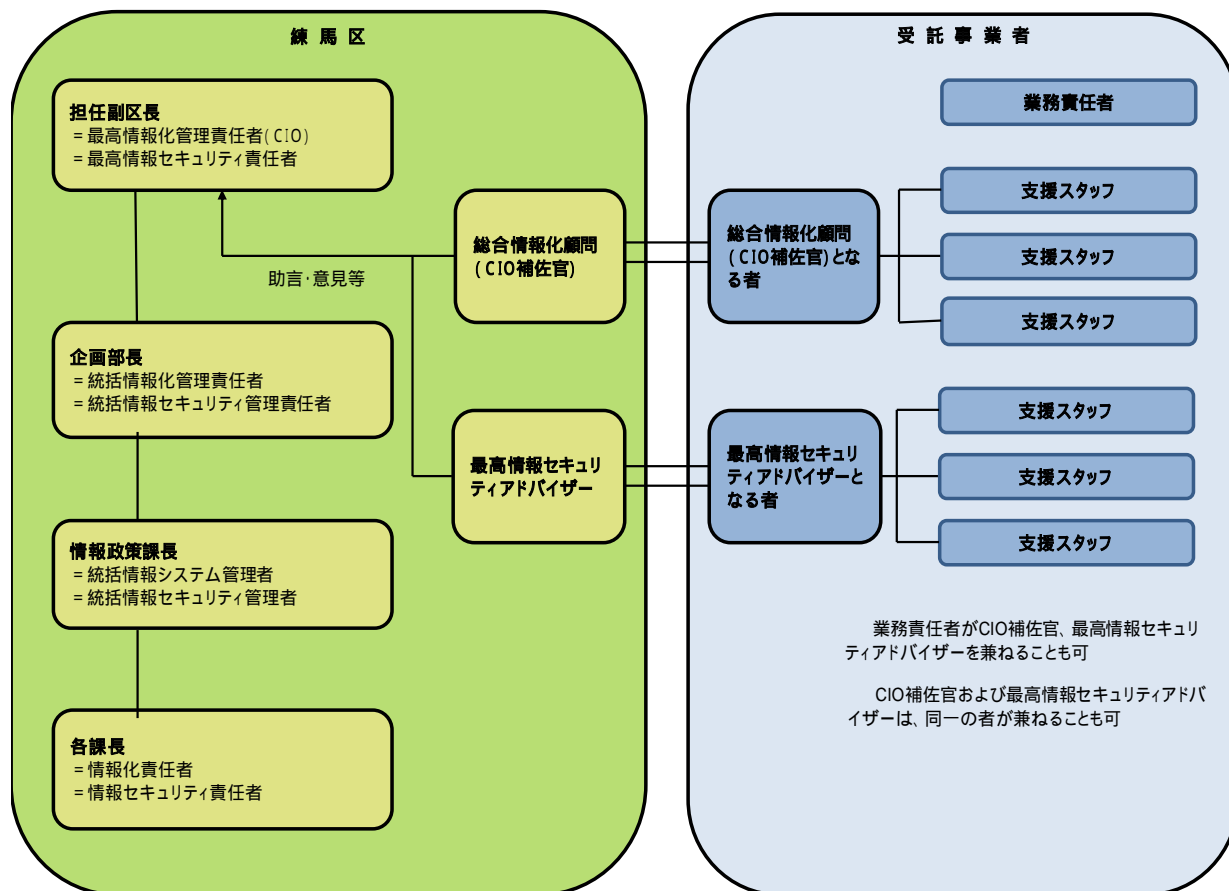 練馬区
担任副区長
=最高情報化管理責任者(CIO)
=最高情報セキュリティ責任者
助言・意見等
企画部長
=統括情報化管理責任者
=統括情報セキュリティ管理責任者
情報政策課長
=統括情報システム管理者
=統括情報セキュリティ管理者
各課長
=情報化責任者
=情報セキュリティ責任者
総合情報化顧問
(CIO補佐官)
最高情報セキュリ
ティアドバイザー
受託事業者
業務責任者
総合情報化顧問
(CIO補佐官)とな
る者
支援スタッフ
支援スタッフ
支援スタッフ
最高情報セキュリ
ティアドバイザーと
なる者
支援スタッフ
支援スタッフ
支援スタッフ
業務責任者がCIO補佐官、最高情報セキュリ
ティアドバイザーを兼ねることも可
CIO補佐官および最高情報セキュリティアドバ
イザーは、同一の者が兼ねることも可